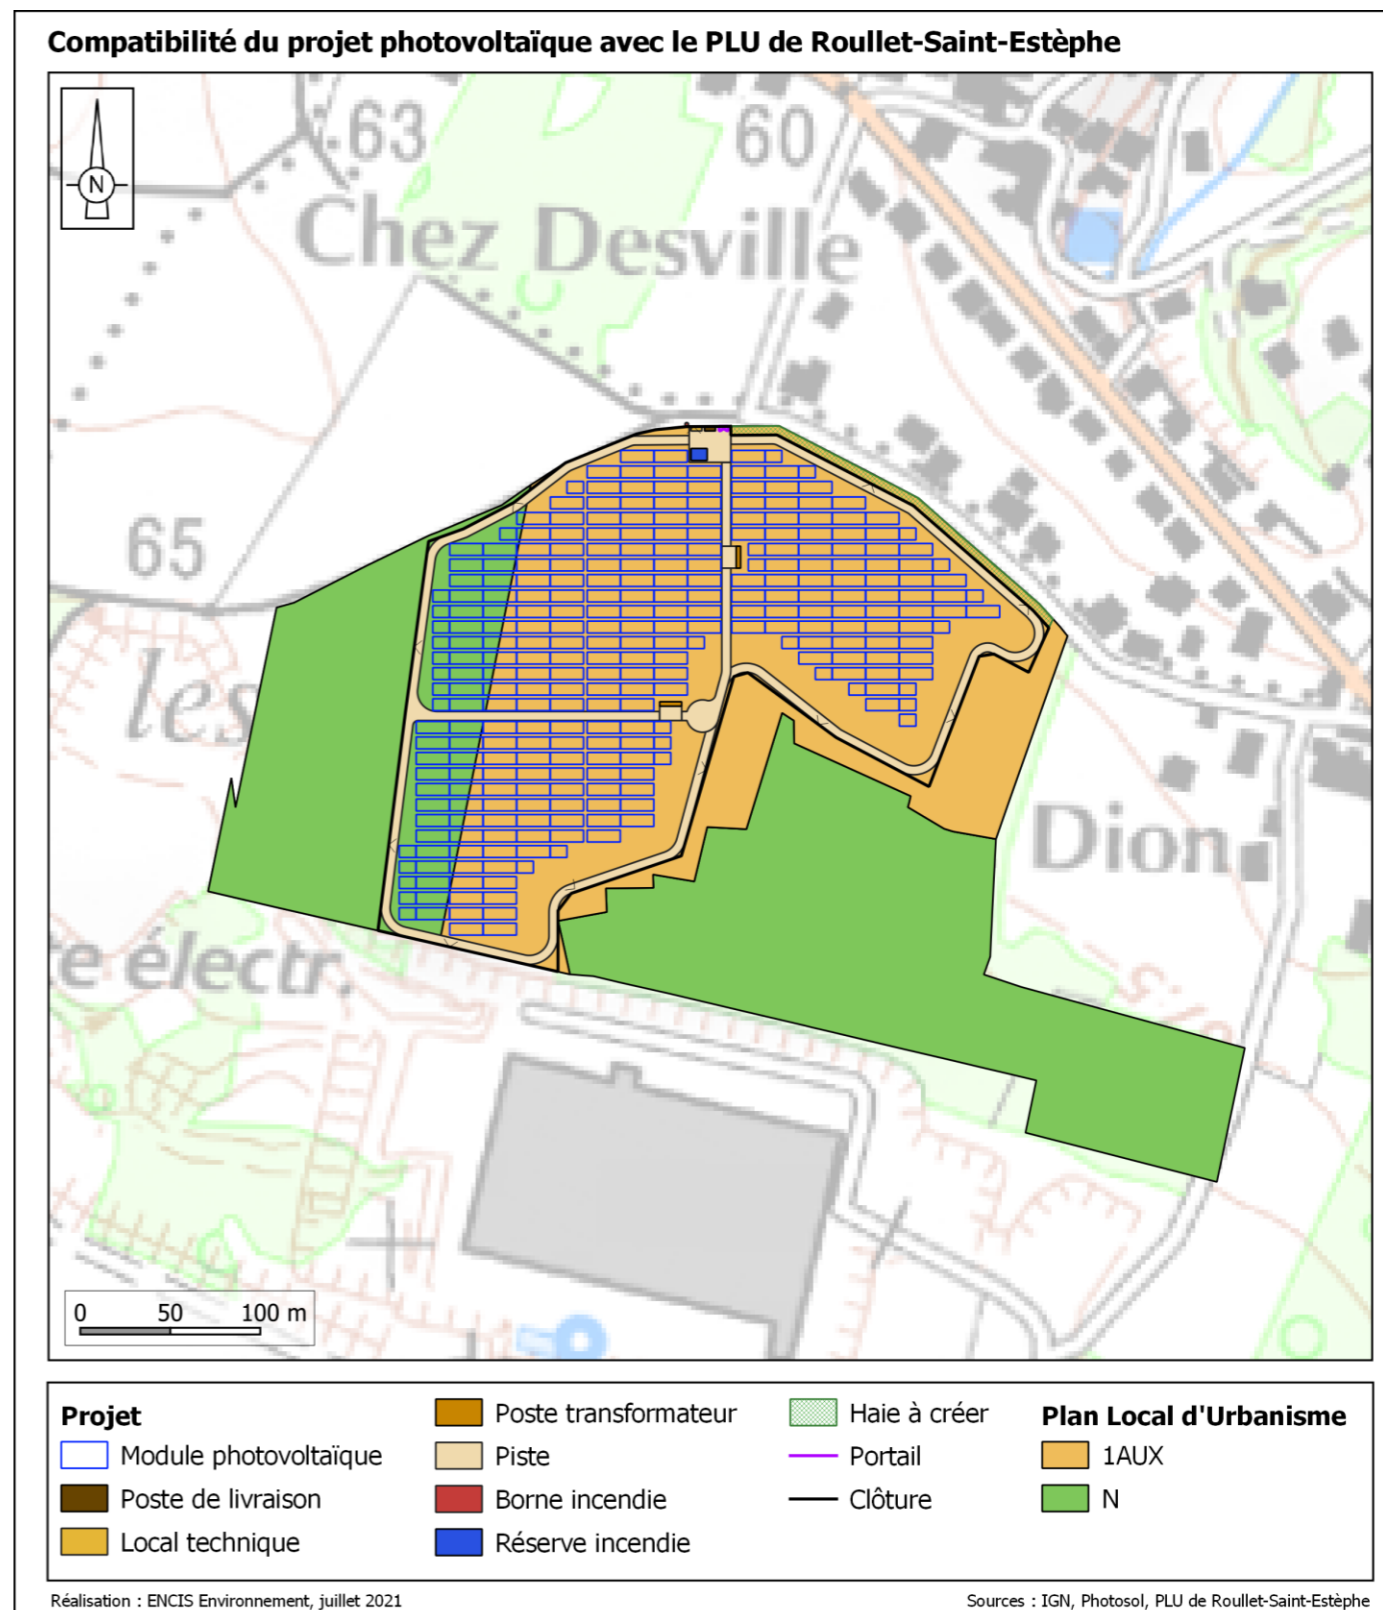 Compatibilité du projet photovoltaïque avec le PLU de Roullet-Saint-Estèphe
N
63
60
Chez Desville
65
les
Dion
te électr.
0 50 100 m
Projet
Module photovoltaïque
Poste de livraison
Local technique
Poste transformateur
Piste
Borne incendie
Réserve incendie
Haie à créer
Portail
Clôture
Plan Local d'Urbanisme
1AUX
N
Réalisation : ENCIS Environnement, juillet 2021
Sources : IGN, Photosol, PLU de Roullet-Saint-Estèphe